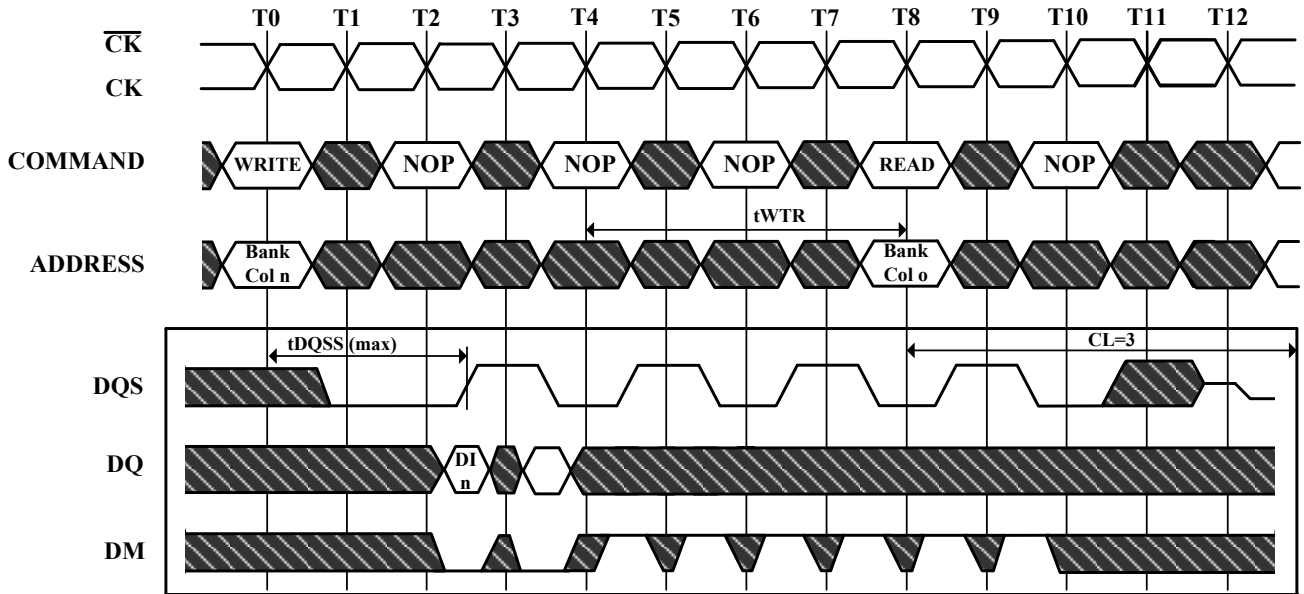 T0 T1 T2 T3 T4 T5 T6 T7 T8 T9 T10 T11 T12
CK
CK
COMMAND WRITE NOP NOP NOP READ NOP
tWTR
ADDRESS Bank Col n Bank Col o
tDQSS (max) CL=3
DQS
DQ DI n
DM